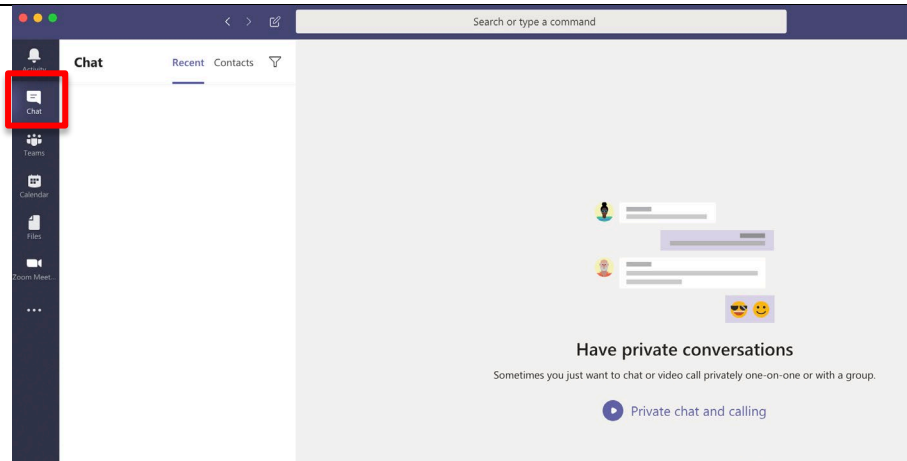 Search or type a command
Activity
Chat
Teams
Calendar
Files
Zoom Meet...
Chat Recent Contacts
Have private conversations
Sometimes you just want to chat or video call privately one-on-one or with a group.
Private chat and calling